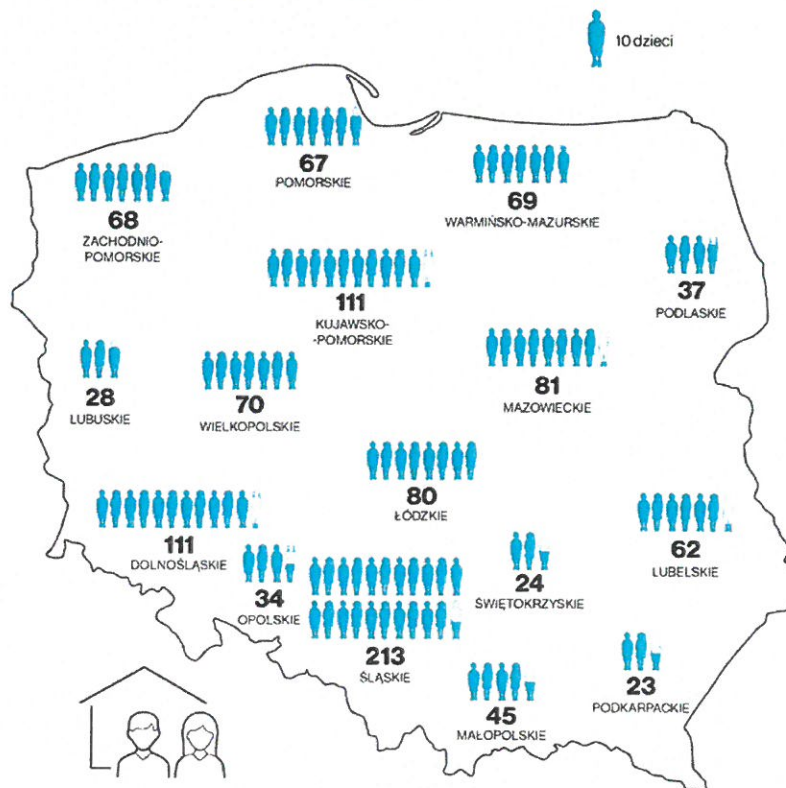 10 dzieci
67
POMORSKIE
69
WARMIŃSKO-MAZURSKIE
68
ZACHODNIO-
POMORSKIE
37
PODLASKIE
111
KUJAWSKO-
-POMORSKIE
81
MAZOWIECKIE
28
LUBUSKIE
70
WIELKOPOLSKIE
80
ŁÓDZKIE
111
DOLNOŚLĄSKIE
62
LUBELSKIE
24
ŚWIĘTOKRZYSKIE
34
OPOLSKIE
213
ŚLĄSKIE
23
PODKARPACKIE
45
MAŁOPOLSKIE